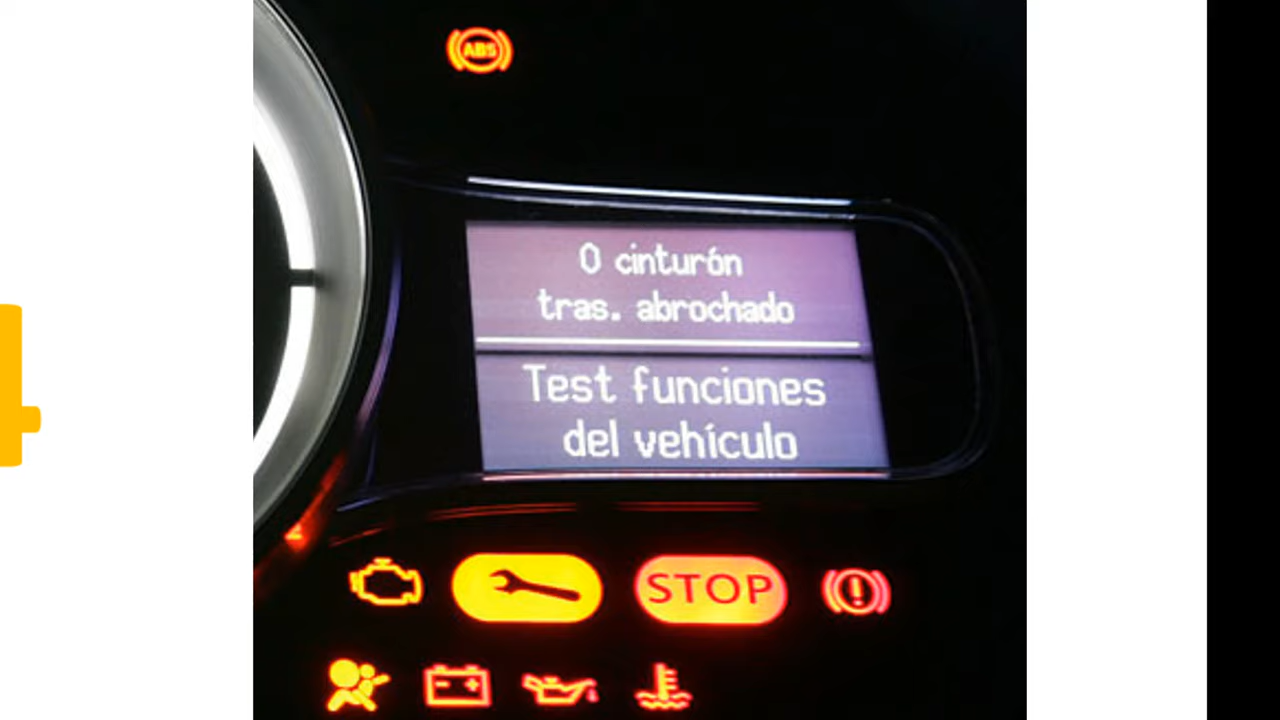 ABS
0 cinturón
tras. abrochado
Test funciones
del vehículo
STOP